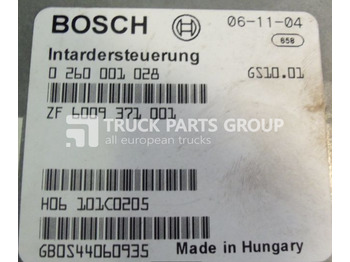 BOSCH
06-11-04
658
Intardersteuerung
0 260 001 028
GS10.01
ZF 6009 371 001
TRUCK PARTS GROUP
european trucks
H06 101C0205
GBOS44060935
Made in Hungary